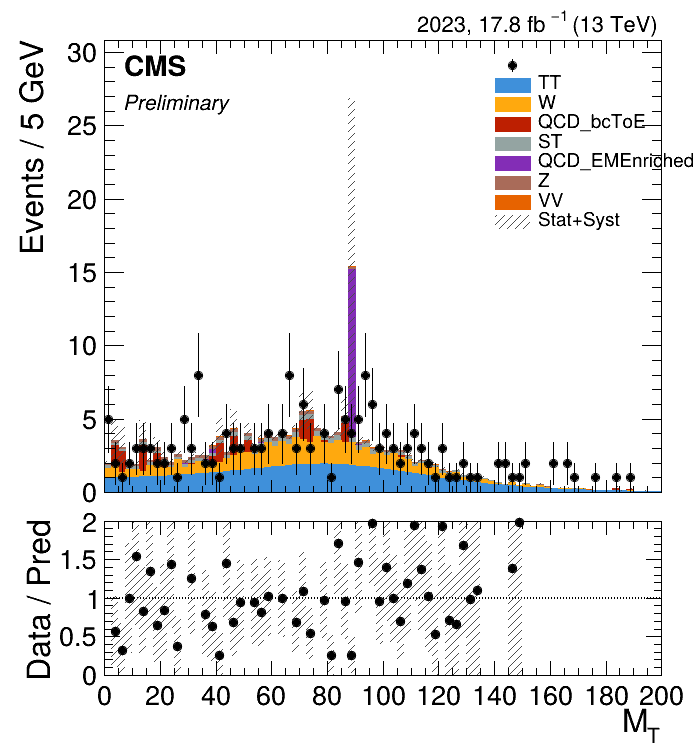 2023, 17.8 fb⁻¹ (13 TeV)
Events / 5 GeV
30
25
20
15
10
5
0
CMS
Preliminary
TT
W
QCD_bcToE
ST
QCD_EMEnriched
Z
VV
Stat+Syst
Data / Pred
2
1.5
1
0.5
0
0 20 40 60 80 100 120 140 160 180 200
M_T